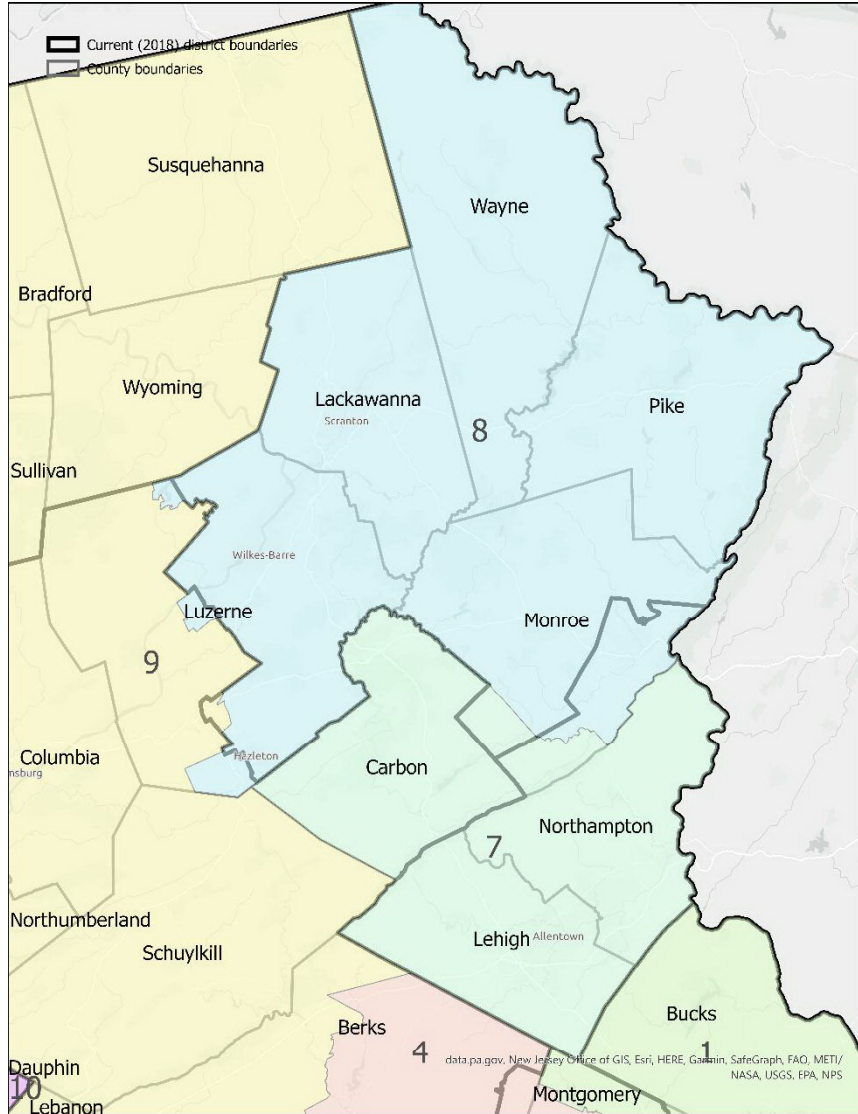 Current (2018) district boundaries
County boundaries
Susquehanna
Wayne
Bradford
Wyoming
Lackawanna
Pike
Scranton
8
Sullivan
Wilkes-Barre
Luzerne
Monroe
9
Columbia
Hazleton
Carbon
msburg
Northampton
7
Northumberland
Lehigh
Allentown
Schuylkill
Bucks
Berks
4
1
data.pa.gov, New Jersey Office of GIS, Esri, HERE, Garmin, SafeGraph, FAO, METI/
NASA, USGS, EPA, NPS
Dauphin
10
Montgomery
Lebanon